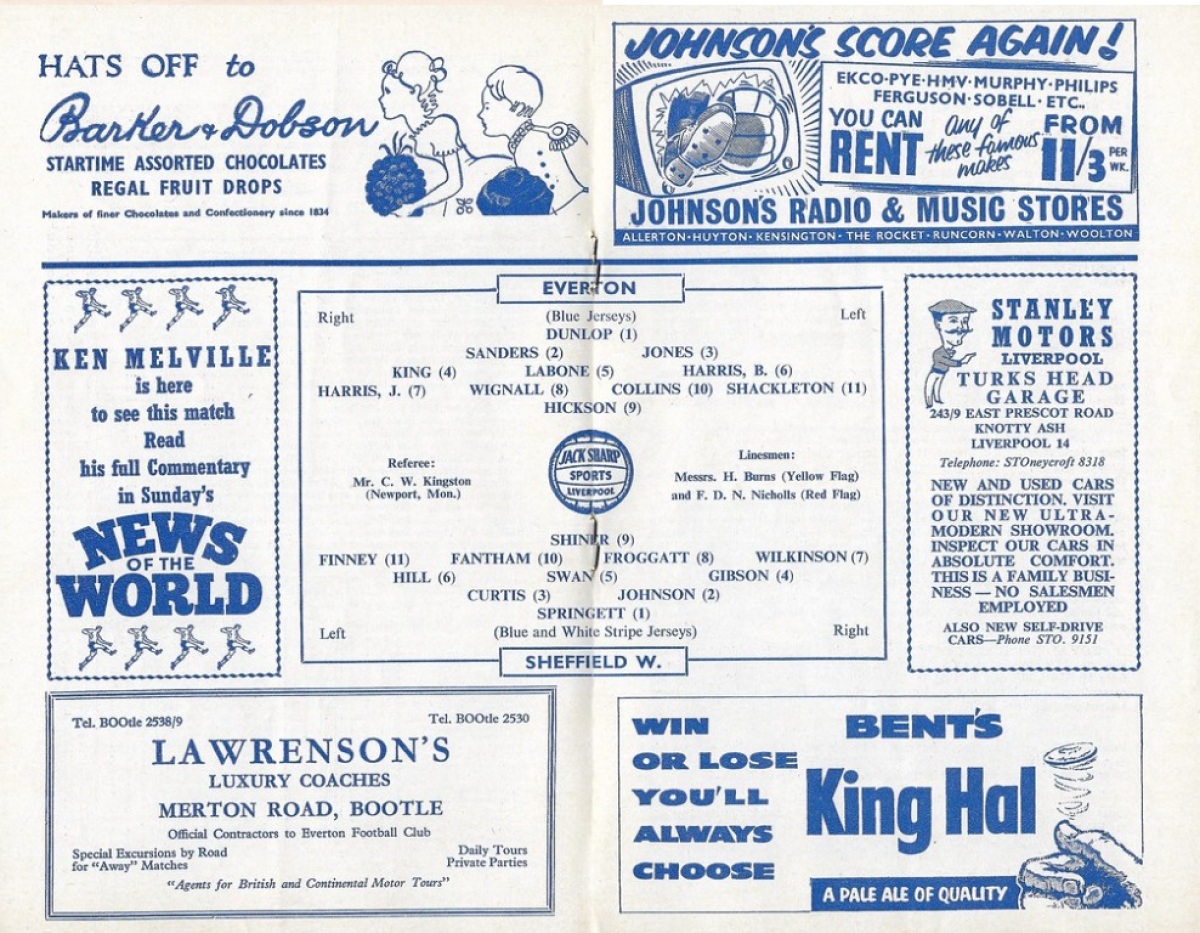 HATS OFF to
Barker & Dobson
STARTIME ASSORTED CHOCOLATES
REGAL FRUIT DROPS
Makers of finer Chocolates and Confectionery since 1834
JOHNSON'S SCORE AGAIN!
EKCO·PYE·HMV·MURPHY·PHILIPS
FERGUSON·SOBELL·ETC.,
YOU CAN RENT any of these famous makes FROM 11/3 PER WK.
JOHNSON'S RADIO & MUSIC STORES
ALLERTON·HUYTON·KENSINGTON·THE ROCKET·RUNCORN·WALTON·WOOLTON
KEN MELVILLE
is here
to see this match
Read
his full Commentary
in Sunday's
NEWS
OF THE
WORLD
EVERTON
Right (Blue Jerseys) Left
DUNLOP (1)
SANDERS (2) JONES (3)
KING (4) LABONE (5) HARRIS, B. (6)
HARRIS, J. (7) WIGNALL (8) COLLINS (10) SHACKLETON (11)
HICKSON (9)
Referee:
Mr. C. W. Kingston
(Newport, Mon.)
JACK SHARP
SPORTS
LIVERPOOL
Linesmen:
Messrs. H. Burns (Yellow Flag)
and F. D. N. Nicholls (Red Flag)
SHINER (9)
FINNEY (11) FANTHAM (10) FROGGATT (8) WILKINSON (7)
HILL (6) SWAN (5) GIBSON (4)
CURTIS (3) JOHNSON (2)
SPRINGETT (1)
Left (Blue and White Stripe Jerseys) Right
SHEFFIELD W.
STANLEY
MOTORS
LIVERPOOL
TURKS HEAD
GARAGE
243/9 EAST PRESCOT ROAD
KNOTTY ASH
LIVERPOOL 14
Telephone: STOneycroft 8318
NEW AND USED CARS
OF DISTINCTION. VISIT
OUR NEW ULTRA-
MODERN SHOWROOM.
INSPECT OUR CARS IN
ABSOLUTE COMFORT.
THIS IS A FAMILY BUSI-
NESS — NO SALESMEN
EMPLOYED
ALSO NEW SELF-DRIVE
CARS—Phone STO. 9151
Tel. BOOtle 2538/9 Tel. BOOtle 2530
LAWRENSON'S
LUXURY COACHES
MERTON ROAD, BOOTLE
Official Contractors to Everton Football Club
Special Excursions by Road
for "Away" Matches
Daily Tours
Private Parties
"Agents for British and Continental Motor Tours"
WIN
OR LOSE
YOU'LL
ALWAYS
CHOOSE
BENT'S
King Hal
A PALE ALE OF QUALITY